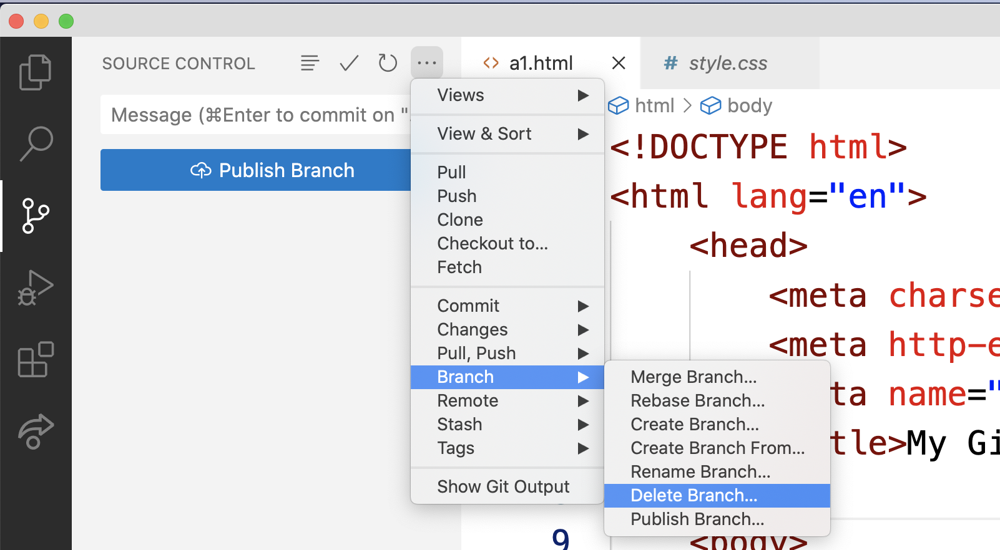 SOURCE CONTROL
Message (⌘Enter to commit on "
Publish Branch
Views
View & Sort
Pull
Push
Clone
Checkout to...
Fetch
Commit
Changes
Pull, Push
Branch
Remote
Stash
Tags
Show Git Output
Merge Branch...
Rebase Branch...
Create Branch...
Create Branch From...
Rename Branch...
Delete Branch...
Publish Branch...
<> a1.html
# style.css
html > body
<!DOCTYPE html>
<html lang="en">
<head>
<meta charse
<meta http-e
ta name="
tle>My Gi
9
<body>